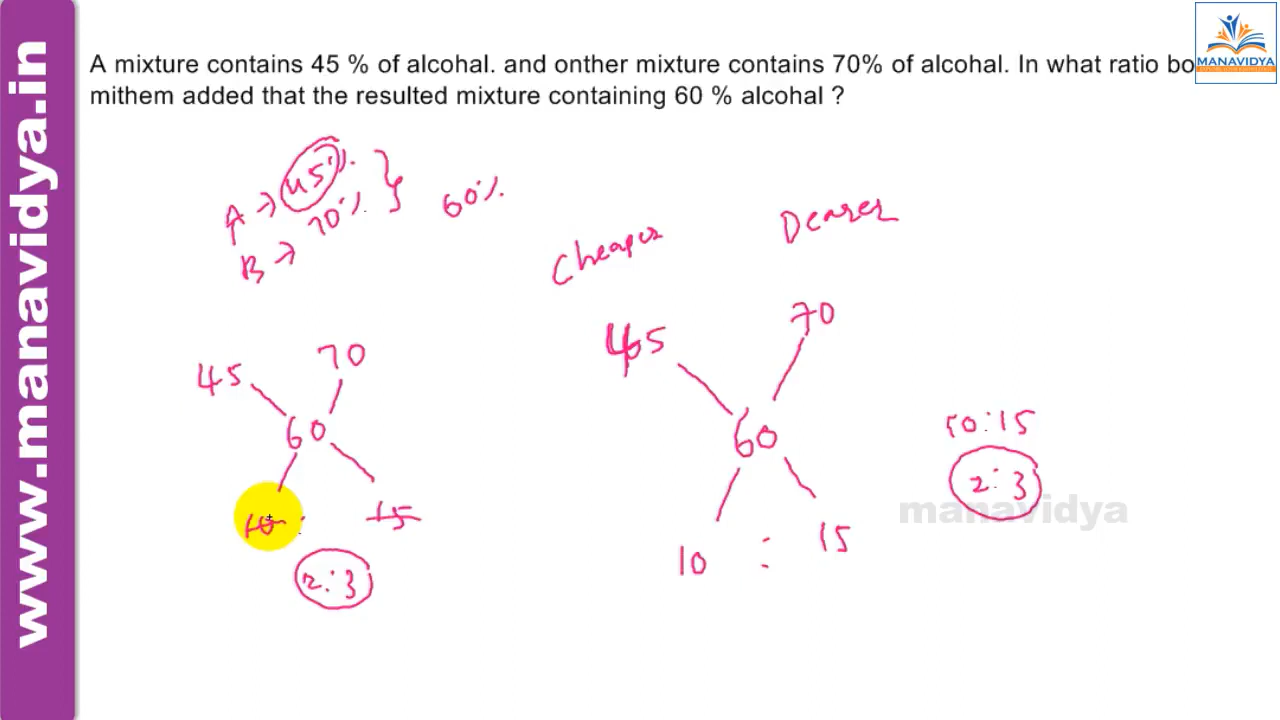 www.manavidya.in
MANAVIDYA
A mixture contains 45 % of alcohal. and onther mixture contains 70% of alcohal. In what ratio bo
mithem added that the resulted mixture containing 60 % alcohal ?
A → 45%
B → 70%
60%
Cheaper
Dearer
45 70
60
10 : 15
2:3
45 70
60
10 : 15
10:15
2:3
manavidya